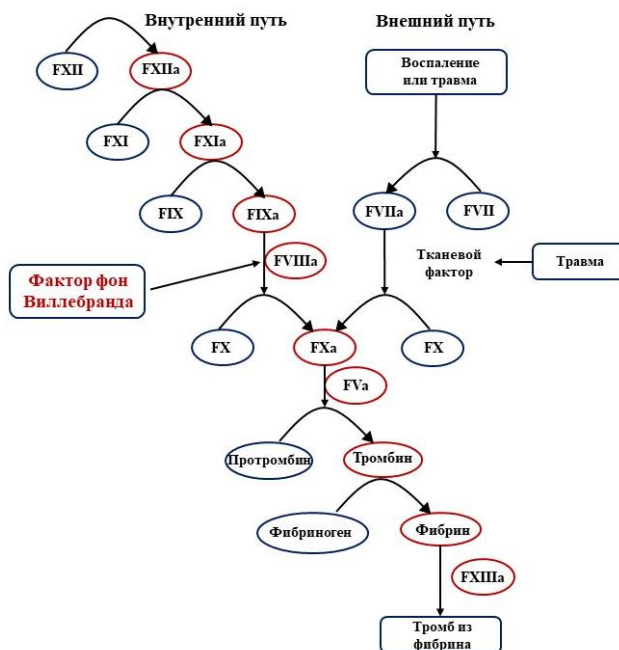 Внутренний путь
Внешний путь
FXII
FXIIa
Воспаление
или травма
FXI
FXIa
FIX
FIXa
FVIIa
FVII
FVIIIa
Тканевой
фактор
Травма
Фактор фон
Виллебранда
FX
FXa
FX
FVa
Протромбин
Тромбин
Фибриноген
Фибрин
FXIIIa
Тромб из
фибрина